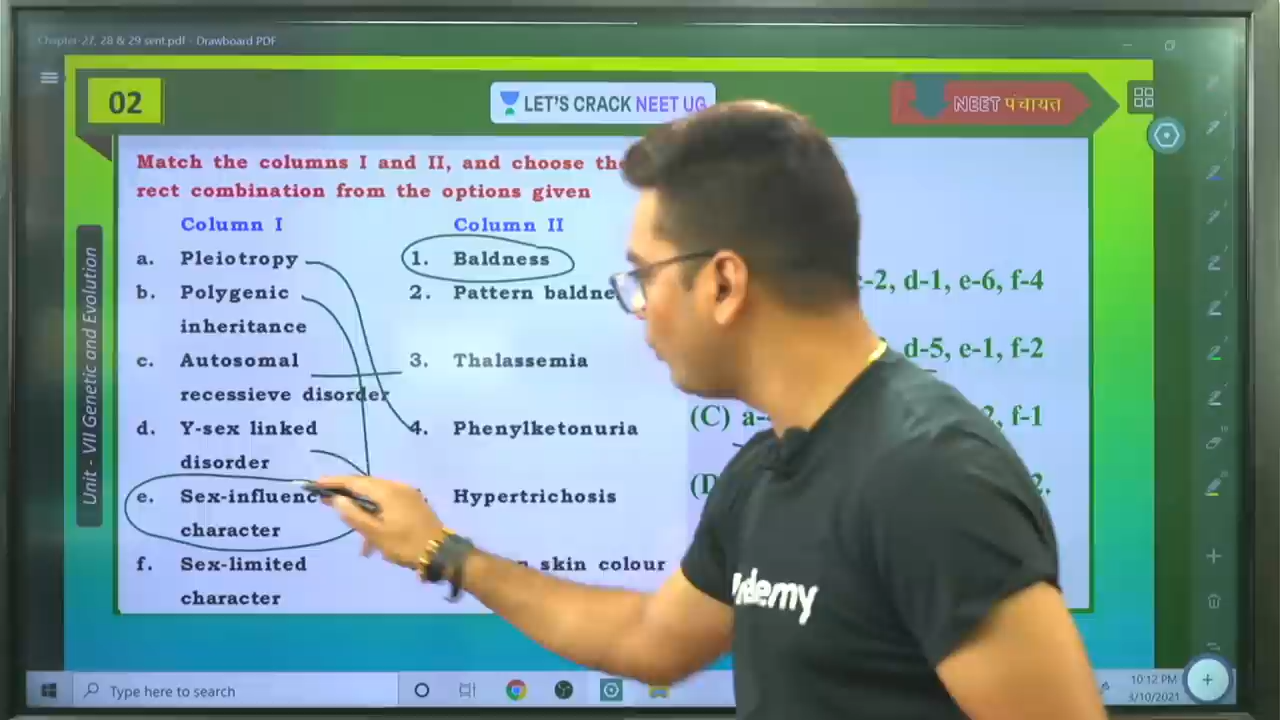 Chapter-27, 28 & 29 sent.pdf - Drawboard PDF
02
LET'S CRACK NEET UG
NEET पंचायत
Match the columns I and II, and choose the
rect combination from the options given
Column I Column II
a. Pleiotropy 1. Baldness
b. Polygenic 2. Pattern baldne
inheritance
c. Autosomal 3. Thalassemia
recessieve disorder
d. Y-sex linked 4. Phenylketonuria
disorder
e. Sex-influenc Hypertrichosis
character
f. Sex-limited skin colour
character
-2, d-1, e-6, f-4
d-5, e-1, f-2
(C) a- 2, f-1
(D 2,
Unit - VII Genetic and Evolution
demy
Type here to search
10:12 PM
3/10/2021